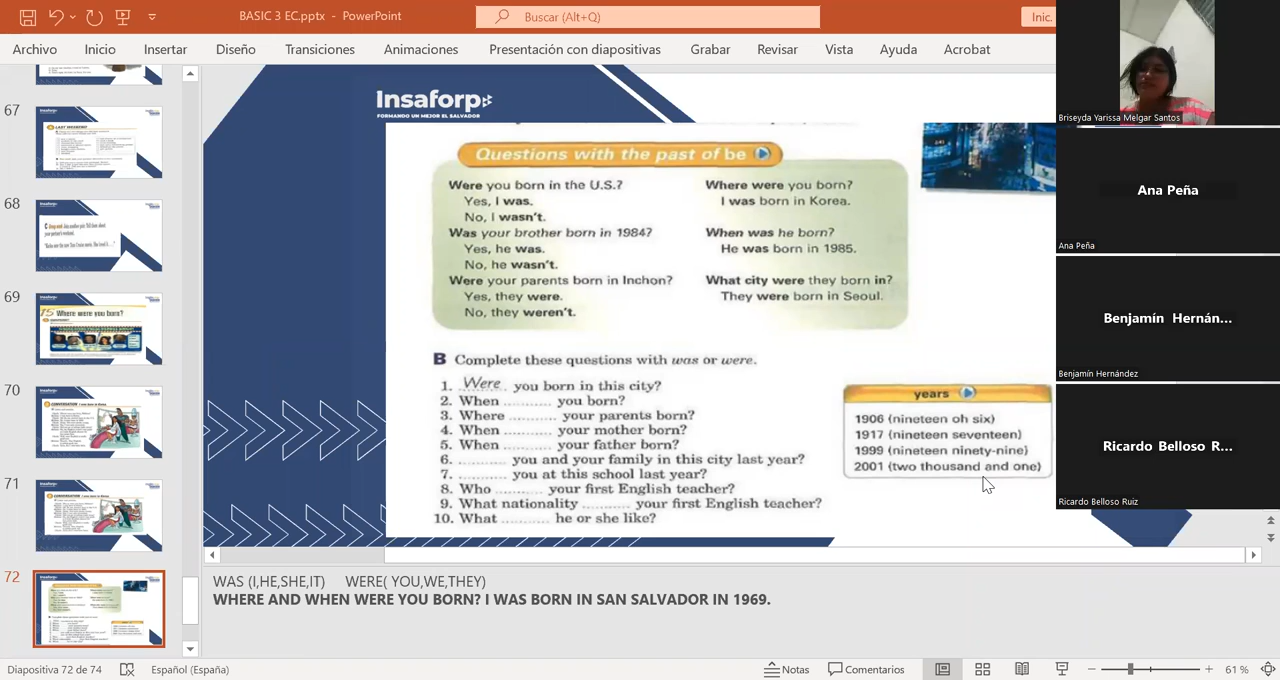 BASIC 3 EC.pptx - PowerPoint
Buscar (Alt+Q)
Inic.
Archivo Inicio Insertar Diseño Transiciones Animaciones Presentación con diapositivas Grabar Revisar Vista Ayuda Acrobat
67
LAST WEEKEND
68
69
15 Where were you born?
70
71
72
Insaforp
FORMANDO UN MEJOR EL SALVADOR
Questions with the past of be
Were you born in the U.S.?
Yes, I was.
No, I wasn't.
Was your brother born in 1984?
Yes, he was.
No, he wasn't.
Were your parents born in Inchon?
Yes, they were.
No, they weren't.
Where were you born?
I was born in Korea.
When was he born?
He was born in 1985.
What city were they born in?
They were born in Seoul.
B Complete these questions with was or were.
1. Were you born in this city?
2. When .......... you born?
3. Where .......... your parents born?
4. When .......... your mother born?
5. When .......... your father born?
6. .......... you and your family in this city last year?
7. .......... you at this school last year?
8. Who .......... your first English teacher?
9. What nationality .......... your first English teacher?
10. What .......... he or she like?
years
1906 (nineteen oh six)
1917 (nineteen seventeen)
1999 (nineteen ninety-nine)
2001 (two thousand and one)
WAS (I,HE,SHE,IT) WERE( YOU,WE,THEY)
WHERE AND WHEN WERE YOU BORN? I WAS BORN IN SAN SALVADOR IN 1969.
Briseyda Yarissa Melgar Santos
Ana Peña
Ana Peña
Benjamín Hernán...
Benjamín Hernández
Ricardo Belloso R...
Ricardo Belloso Ruiz
Diapositiva 72 de 74 Español (España) Notas Comentarios 61 %